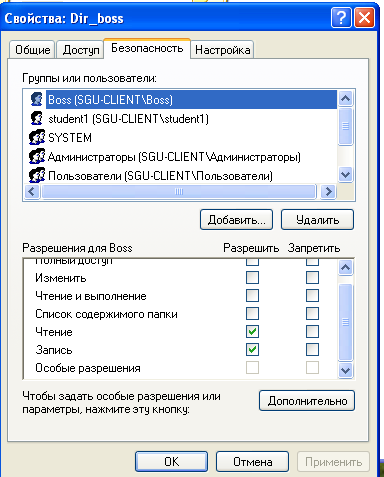 Свойства: Dir_boss
Общие Доступ Безопасность Настройка
Группы или пользователи:
Boss (SGU-CLIENT\Boss)
student1 (SGU-CLIENT\student1)
SYSTEM
Администраторы (SGU-CLIENT\Администраторы)
Пользователи (SGU-CLIENT\Пользователи)
Добавить... Удалить
Разрешения для Boss Разрешить Запретить
Полный доступ
Изменить
Чтение и выполнение
Список содержимого папки
Чтение
Запись
Особые разрешения
Чтобы задать особые разрешения или
параметры, нажмите эту кнопку: Дополнительно
OK Отмена Применить